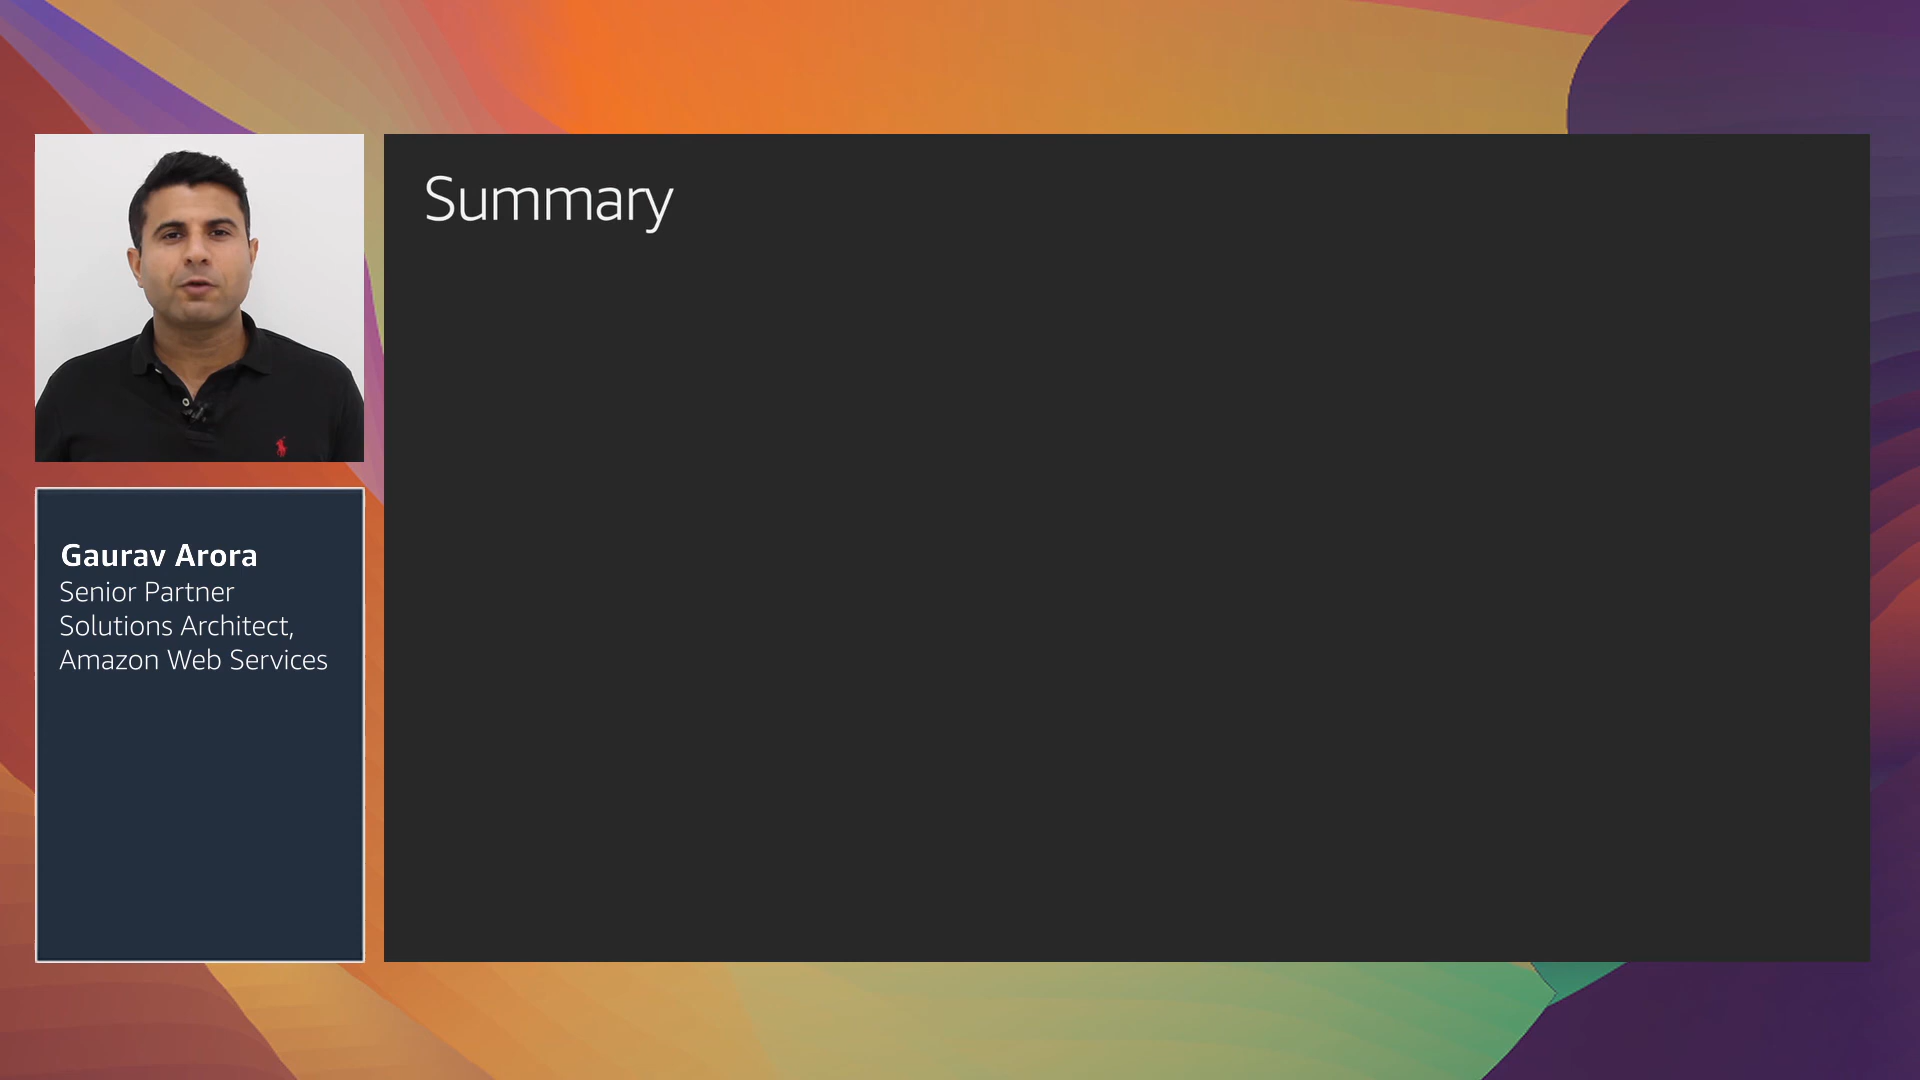 Summary
Gaurav Arora
Senior Partner
Solutions Architect,
Amazon Web Services